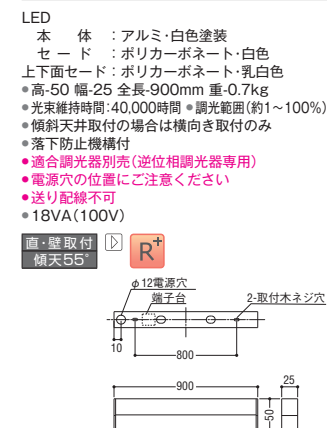 LED
本体：アルミ･白色塗装
セード：ポリカーボネート･白色
上下面セード：ポリカーボネート･乳白色
●高-50 幅-25 全長-900mm 重-0.7kg
●光束維持時間:40,000時間 ●調光範囲(約1～100%)
●傾斜天井取付の場合は横向き取付のみ
●落下防止機構付
●適合調光器別売(逆位相調光器専用)
●電源穴の位置にご注意ください
●送り配線不可
●18VA(100V)
直･壁取付
傾天55°
R+
φ12電源穴
端子台
2-取付木ネジ穴
10
800
900
25
50